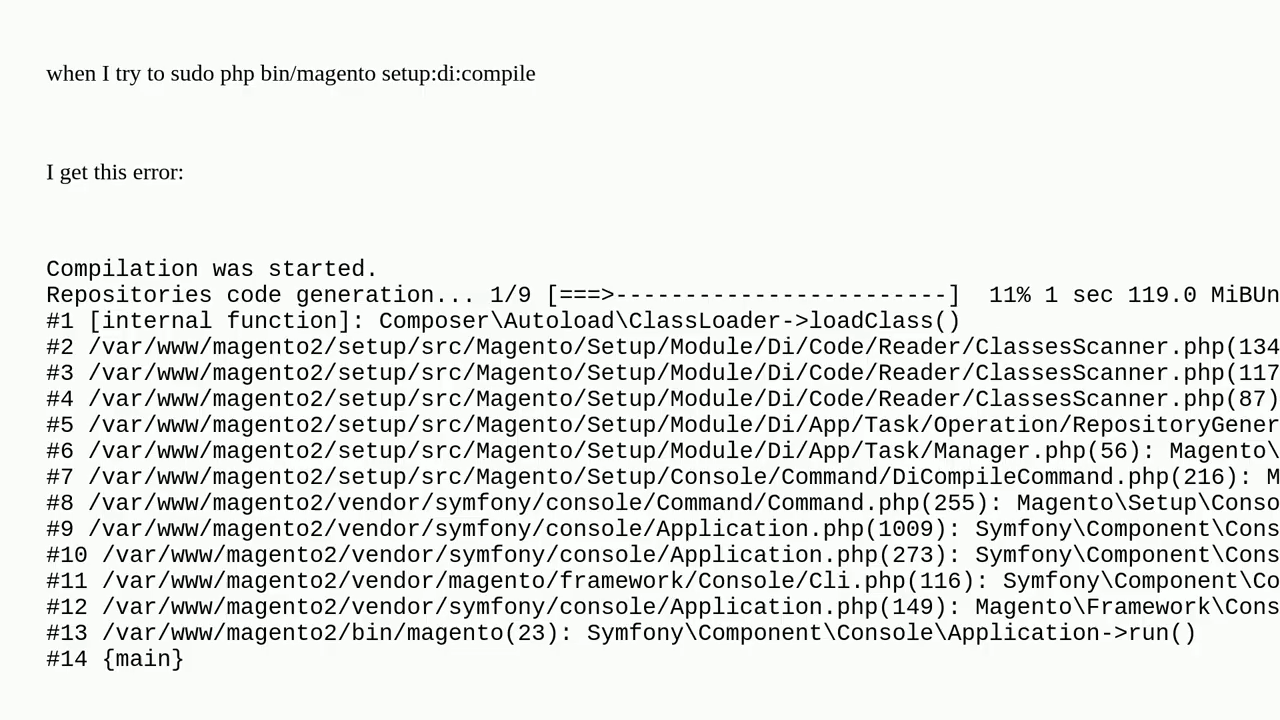 when I try to sudo php bin/magento setup:di:compile
I get this error:
Compilation was started.
Repositories code generation... 1/9 [===>------------------------]  11% 1 sec 119.0 MiBUn
#1 [internal function]: Composer\Autoload\ClassLoader->loadClass()
#2 /var/www/magento2/setup/src/Magento/Setup/Module/Di/Code/Reader/ClassesScanner.php(134
#3 /var/www/magento2/setup/src/Magento/Setup/Module/Di/Code/Reader/ClassesScanner.php(117
#4 /var/www/magento2/setup/src/Magento/Setup/Module/Di/Code/Reader/ClassesScanner.php(87)
#5 /var/www/magento2/setup/src/Magento/Setup/Module/Di/App/Task/Operation/RepositoryGener
#6 /var/www/magento2/setup/src/Magento/Setup/Module/Di/App/Task/Manager.php(56): Magento\
#7 /var/www/magento2/setup/src/Magento/Setup/Console/Command/DiCompileCommand.php(216): M
#8 /var/www/magento2/vendor/symfony/console/Command/Command.php(255): Magento\Setup\Conso
#9 /var/www/magento2/vendor/symfony/console/Application.php(1009): Symfony\Component\Cons
#10 /var/www/magento2/vendor/symfony/console/Application.php(273): Symfony\Component\Cons
#11 /var/www/magento2/vendor/magento/framework/Console/Cli.php(116): Symfony\Component\Co
#12 /var/www/magento2/vendor/symfony/console/Application.php(149): Magento\Framework\Cons
#13 /var/www/magento2/bin/magento(23): Symfony\Component\Console\Application->run()
#14 {main}